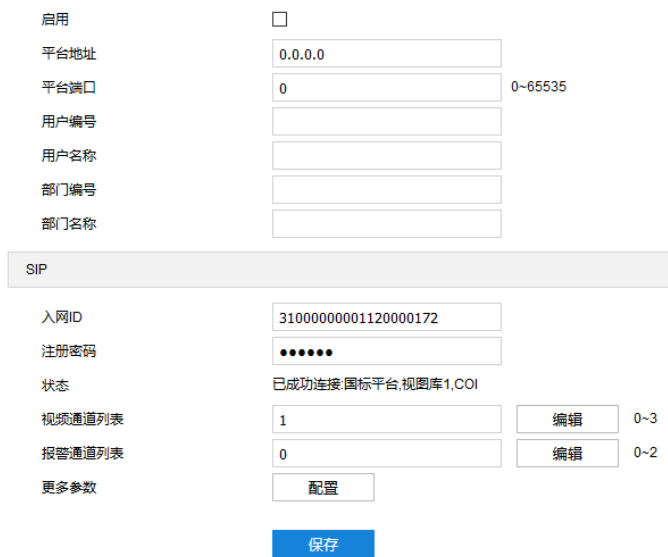 启用
平台地址 0.0.0.0
平台端口 0 0~65535
用户编号
用户名称
部门编号
部门名称
SIP
入网ID 31000000001120000172
注册密码 ●●●●●●
状态 已成功连接:国标平台,视图库1,COI
视频通道列表 1 编辑 0~3
报警通道列表 0 编辑 0~2
更多参数 配置
保存